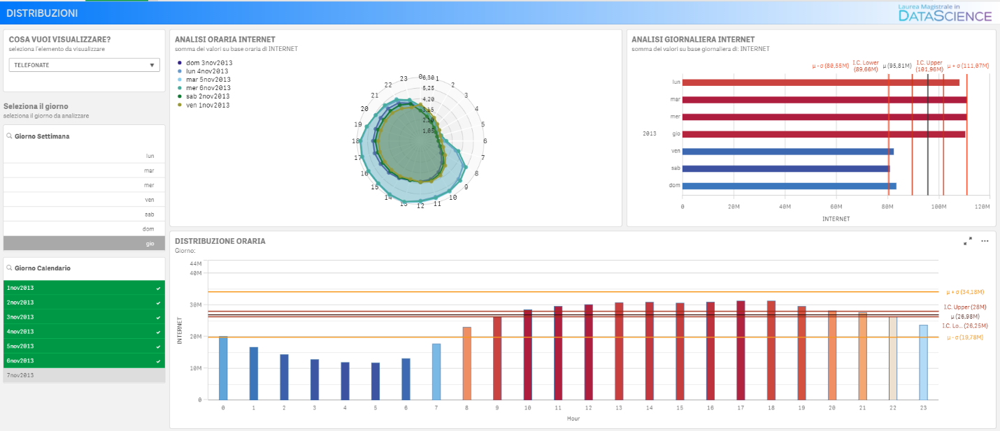 DISTRIBUZIONI
Laurea Magistrale in
DATASCIENCE
COSA VUOI VISUALIZZARE?
seleziona l'elemento da visualizzare
TELEFONATE
Seleziona il giorno
seleziona il giorno da analizzare
Giorno Settimana
lun
mar
mer
ven
sab
dom
gio
Giorno Calendario
1nov2013
2nov2013
3nov2013
4nov2013
5nov2013
6nov2013
7nov2013
ANALISI ORARIA INTERNET
somma dei valori su base oraria di INTERNET
dom 3nov2013
lun 4nov2013
mar 5nov2013
mer 6nov2013
sab 2nov2013
ven 1nov2013
0 1 2 3 4 5 6 7 8 9 10 11 12 13 14 15 16 17 18 19 20 21 22 23
6,30
5,25
4,20
3,15
2,10
1,05
ANALISI GIORNALIERA INTERNET
somma dei valori su base giornaliera di: INTERNET
μ-σ (80,55M) I.C. Lower (89,66M) μ (95,81M) I.C. Upper (101,96M) μ + σ (111,07M)
2013
lun
mar
mer
gio
ven
sab
dom
0 20M 40M 60M 80M 100M 120M
INTERNET
DISTRIBUZIONE ORARIA
Giorno:
INTERNET
44M
40M
30M
20M
10M
0
μ + σ (34,18M)
I.C. Upper (28M)
μ (26,98M)
I.C. Lo... (26,25M)
μ - σ (19,78M)
0 1 2 3 4 5 6 7 8 9 10 11 12 13 14 15 16 17 18 19 20 21 22 23
Hour